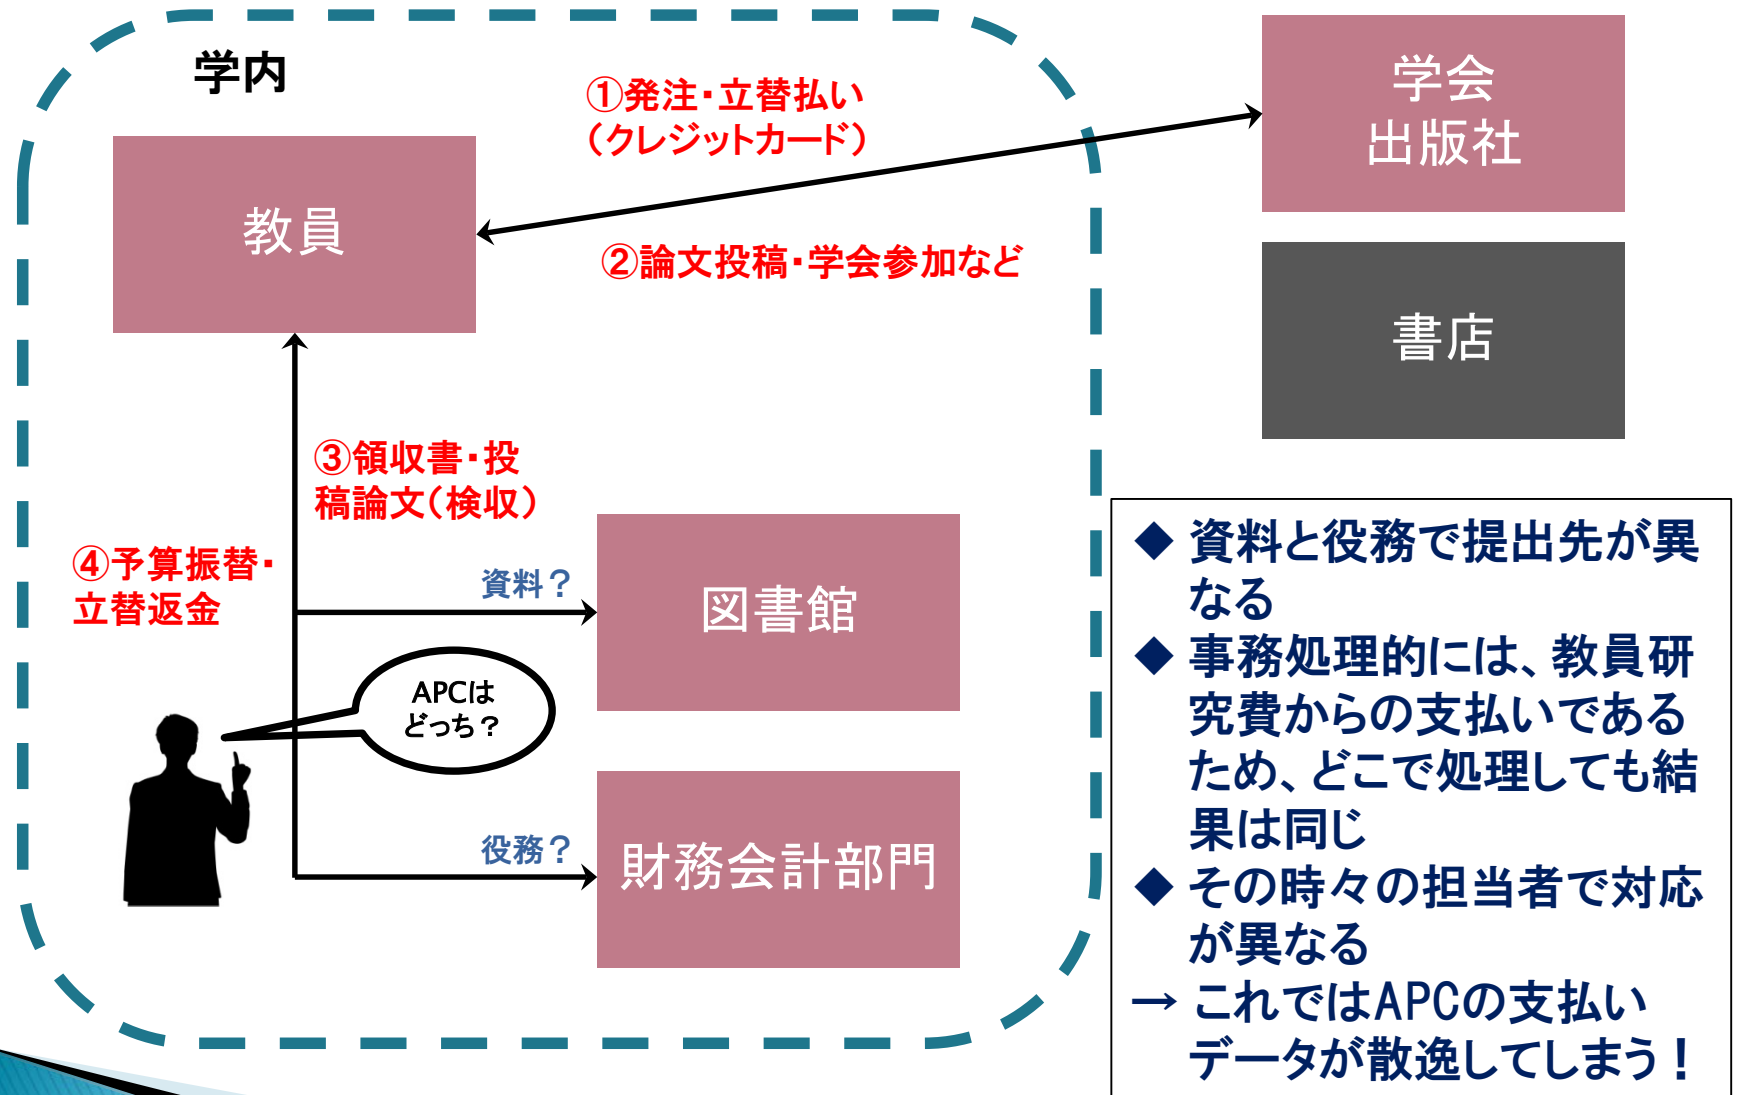 学内
①発注・立替払い
（クレジットカード）
学会
出版社
教員
②論文投稿・学会参加など
書店
③領収書・投
稿論文（検収）
④予算振替・
立替返金
資料？
図書館
APCは
どっち？
役務？
財務会計部門
◆ 資料と役務で提出先が異
なる
◆ 事務処理的には、教員研
究費からの支払いである
ため、どこで処理しても結
果は同じ
◆ その時々の担当者で対応
が異なる
→ これではAPCの支払い
データが散逸してしまう！